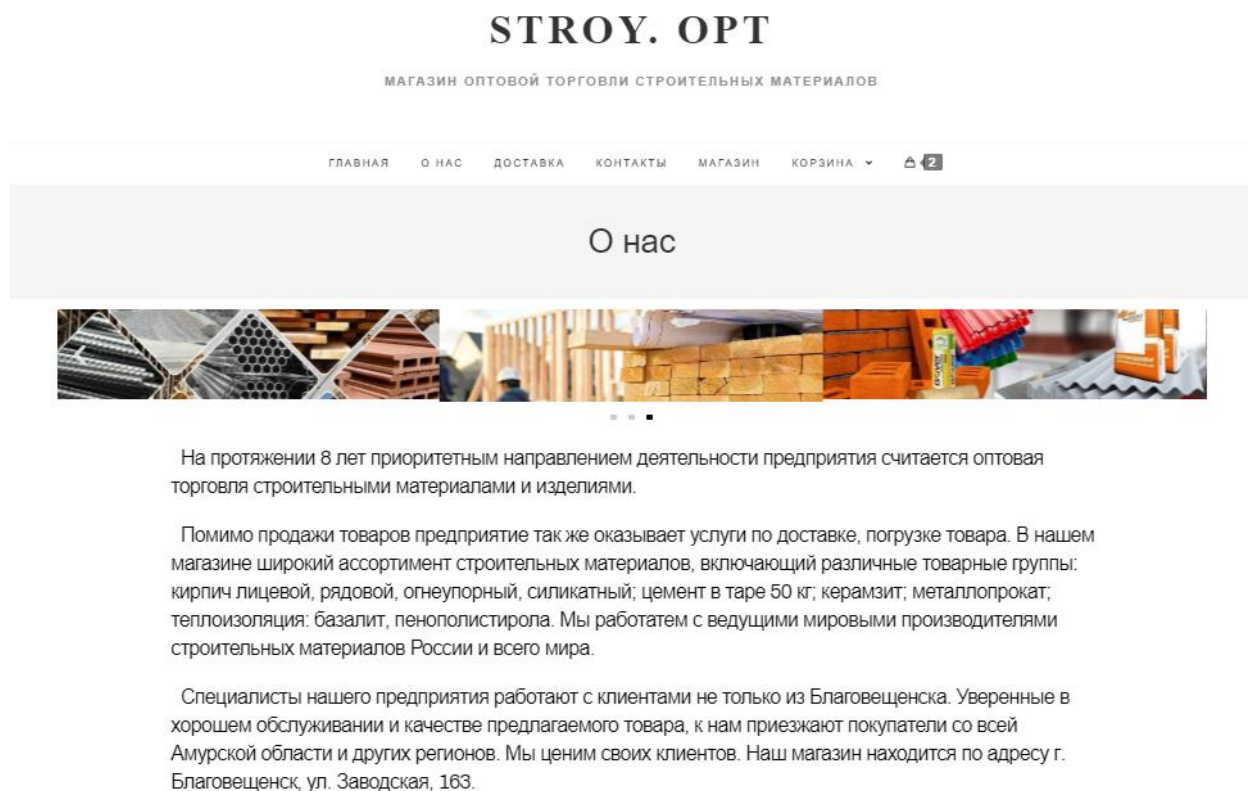 STROY. OPT
МАГАЗИН ОПТОВОЙ ТОРГОВЛИ СТРОИТЕЛЬНЫХ МАТЕРИАЛОВ
ГЛАВНАЯ О НАС ДОСТАВКА КОНТАКТЫ МАГАЗИН КОРЗИНА 2
О нас
На протяжении 8 лет приоритетным направлением деятельности предприятия считается оптовая
торговля строительными материалами и изделиями.
Помимо продажи товаров предприятие так же оказывает услуги по доставке, погрузке товара. В нашем
магазине широкий ассортимент строительных материалов, включающий различные товарные группы:
кирпич лицевой, рядовой, огнеупорный, силикатный; цемент в таре 50 кг; керамзит; металлопрокат;
теплоизоляция: базалит, пенополистирола. Мы работатем с ведущими мировыми производителями
строительных материалов России и всего мира.
Специалисты нашего предприятия работают с клиентами не только из Благовещенска. Уверенные в
хорошем обслуживании и качестве предлагаемого товара, к нам приезжают покупатели со всей
Амурской области и других регионов. Мы ценим своих клиентов. Наш магазин находится по адресу г.
Благовещенск, ул. Заводская, 163.